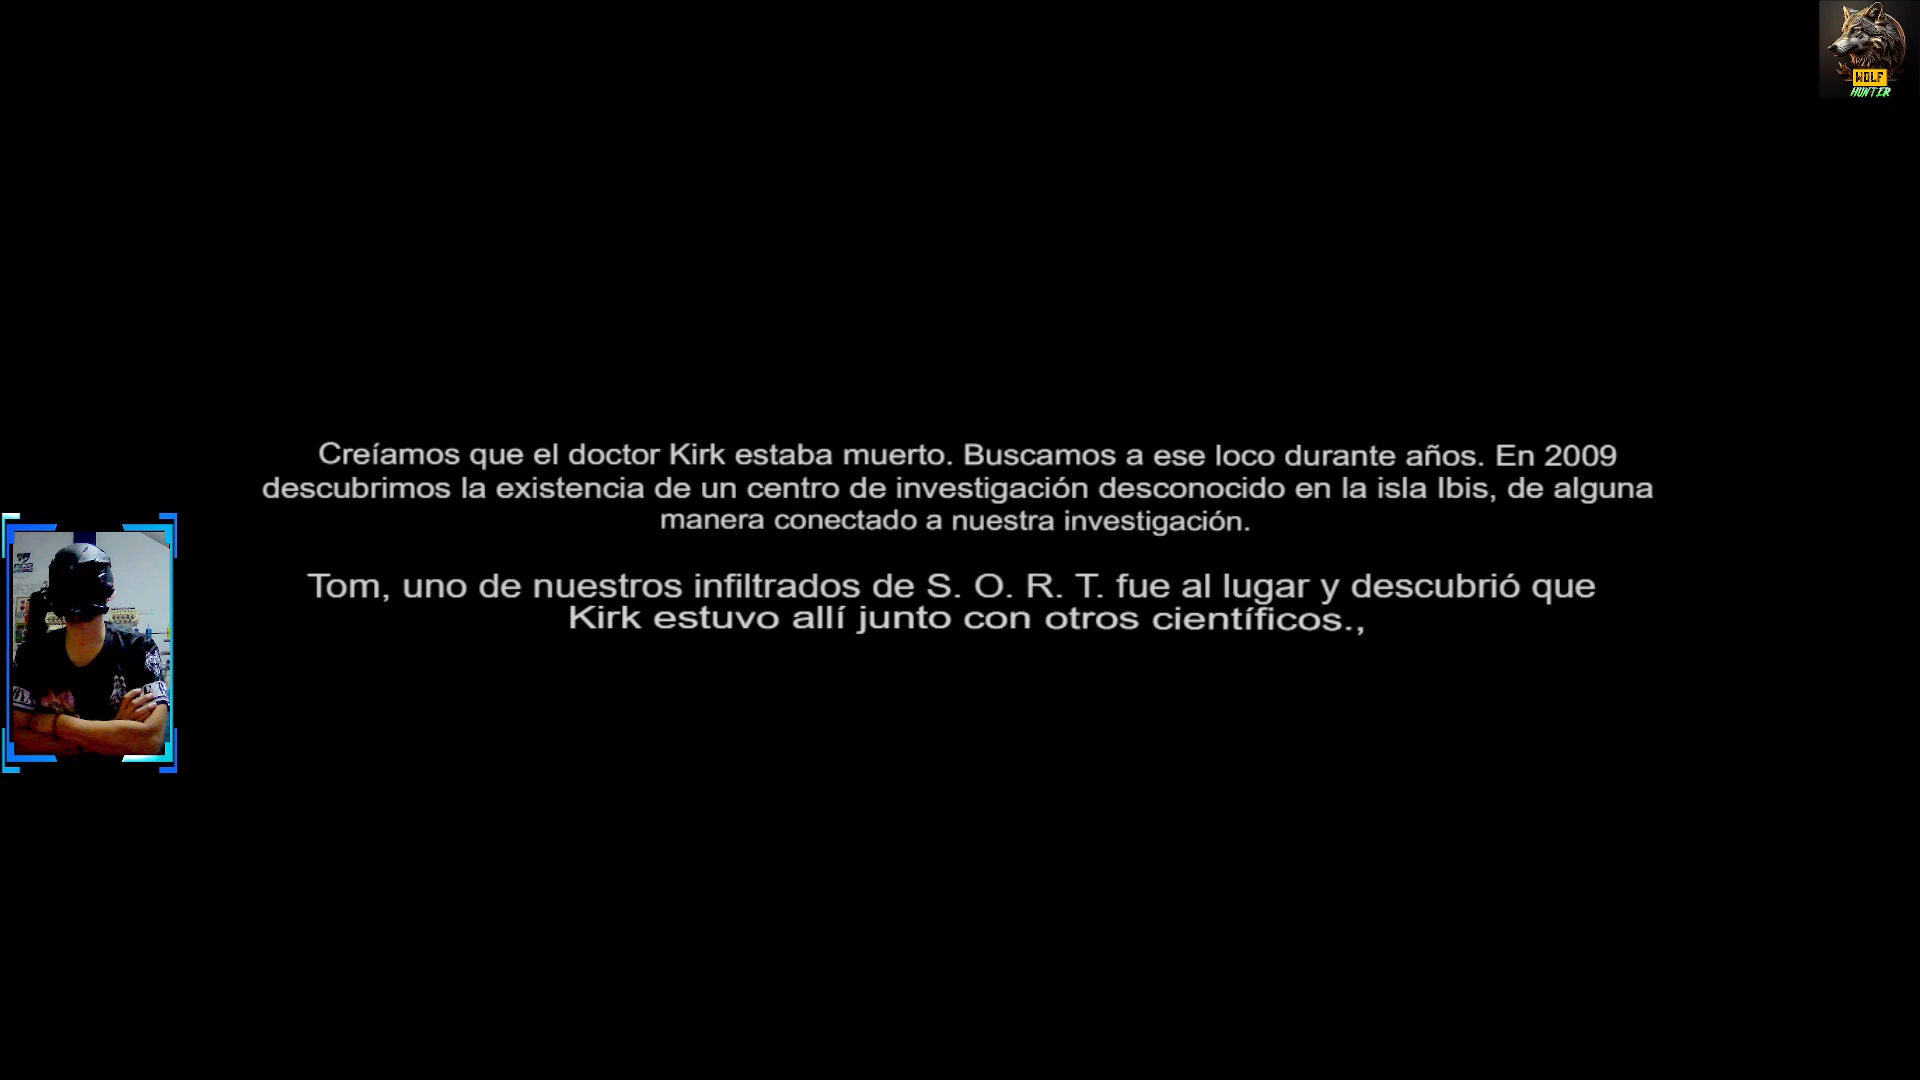 WOLF
HUNTER
Creíamos que el doctor Kirk estaba muerto. Buscamos a ese loco durante años. En 2009
descubrimos la existencia de un centro de investigación desconocido en la isla Ibis, de alguna
manera conectado a nuestra investigación.
Tom, uno de nuestros infiltrados de S. O. R. T. fue al lugar y descubrió que
Kirk estuvo allí junto con otros científicos.,